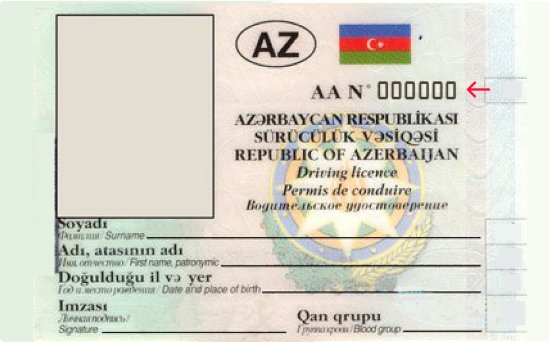 AZ
AA N° 000000
AZƏRBAYCAN RESPUBLİKASI
SÜRÜCÜLÜK VƏSİQƏSİ
REPUBLIC OF AZERBAIJAN
Driving licence
Permis de conduire
Водительское удостоверение
Soyadı
Фамилия / Surname
Adı, atasının adı
Имя, отчество / First name, patronymic
Doğulduğu il və yer
Год и место рождения / Date and place of birth
İmzası
Личная подпись / Signature
Qan qrupu
Группа крови / Blood group